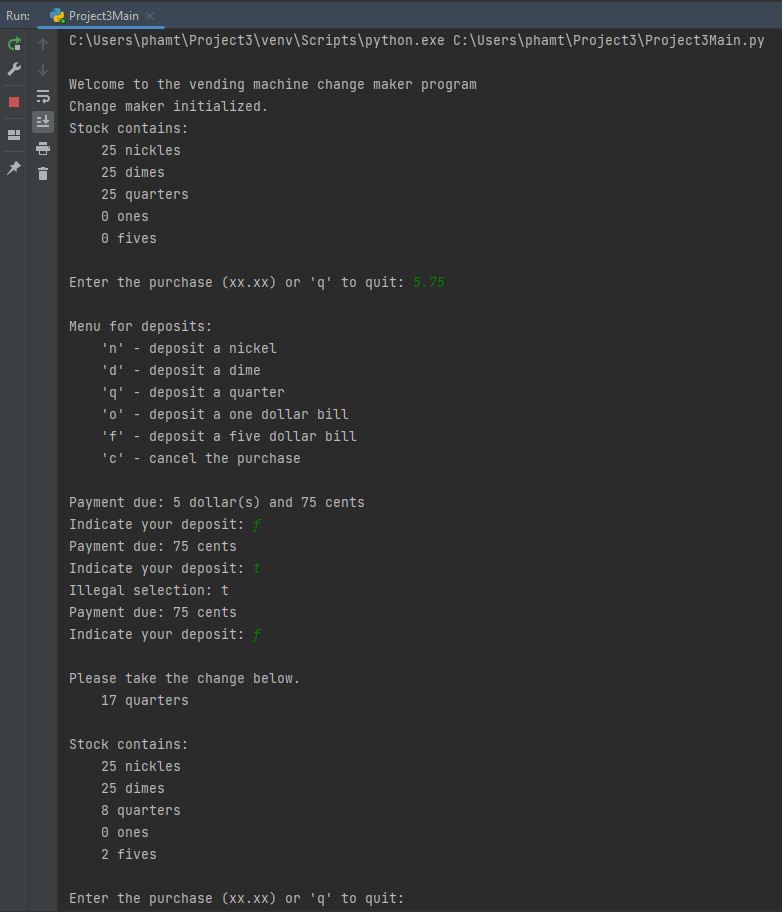 Run: Project3Main
C:\Users\phamt\Project3\venv\Scripts\python.exe C:\Users\phamt\Project3\Project3Main.py
Welcome to the vending machine change maker program
Change maker initialized.
Stock contains:
25 nickles
25 dimes
25 quarters
0 ones
0 fives
Enter the purchase (xx.xx) or 'q' to quit: 5.75
Menu for deposits:
'n' - deposit a nickel
'd' - deposit a dime
'q' - deposit a quarter
'o' - deposit a one dollar bill
'f' - deposit a five dollar bill
'c' - cancel the purchase
Payment due: 5 dollar(s) and 75 cents
Indicate your deposit: f
Payment due: 75 cents
Indicate your deposit: t
Illegal selection: t
Payment due: 75 cents
Indicate your deposit: f
Please take the change below.
17 quarters
Stock contains:
25 nickles
25 dimes
8 quarters
0 ones
2 fives
Enter the purchase (xx.xx) or 'q' to quit: